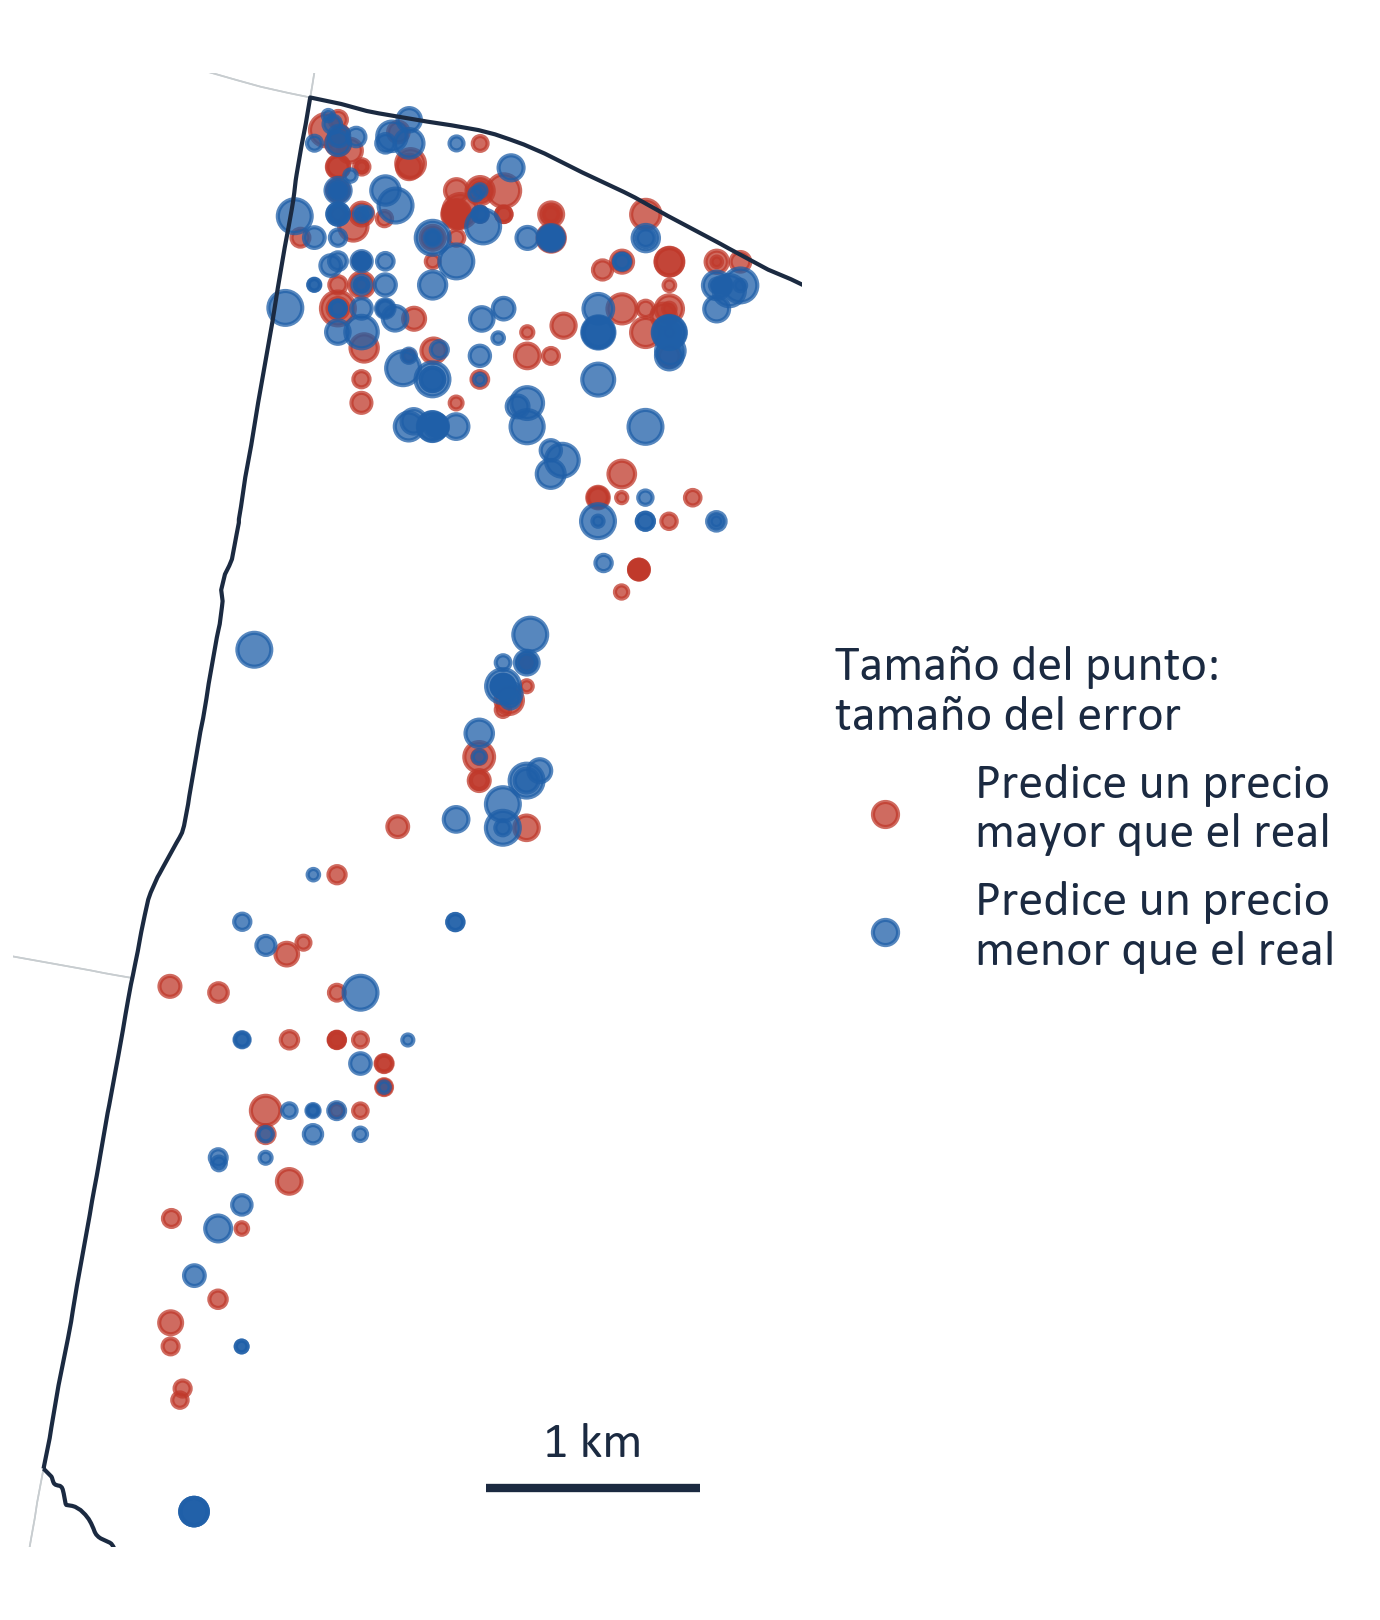 Tamaño del punto:
tamaño del error
Predice un precio
mayor que el real
Predice un precio
menor que el real
1 km